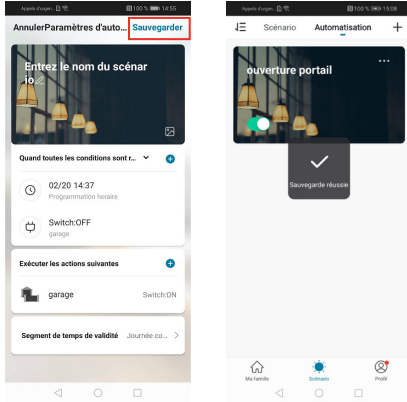 Appels d'urgen.. 100 % 14:55
Annuler Paramètres d'auto... Sauvegarder
Entrez le nom du scénar
io
Quand toutes les conditions sont r...
02/20 14:37
Programmation horaire
Switch:OFF
garage
Exécuter les actions suivantes
garage Switch:ON
Segment de temps de validité Journée co... >
Appels d'urgen.. 100 % 15:08
Scénario Automatisation +
ouverture portail
...
Sauvegarde réussie
Ma famille Scénario Profil